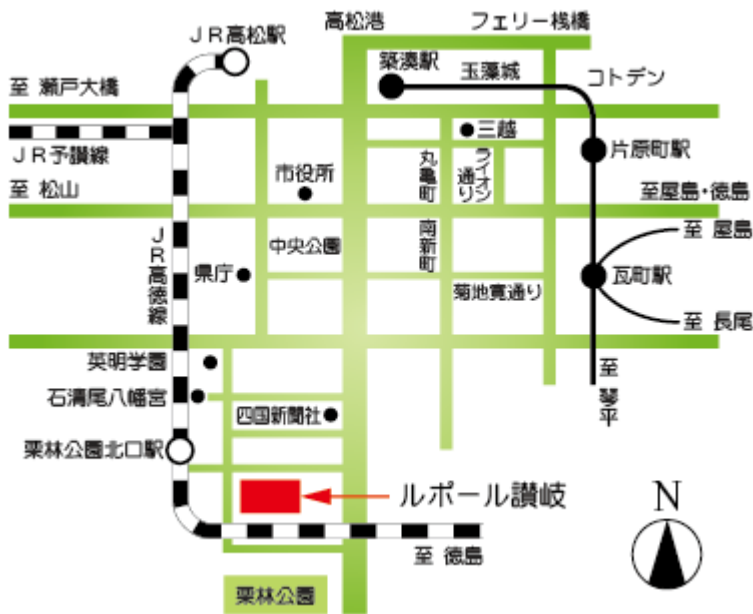 高松港
フェリー桟橋
JR高松駅
築湊駅
玉藻城
コトデン
至 瀬戸大橋
三越
片原町駅
JR予讃線
丸亀町
ライオン通り
市役所
至 松山
至屋島・徳島
JR高徳線
中央公園
南新町
至 屋島
県庁
菊池寛通り
瓦町駅
至 長尾
英明学園
至 琴平
石清尾八幡宮
四国新聞社
栗林公園北口駅
ルポール讃岐
N
至 徳島
栗林公園